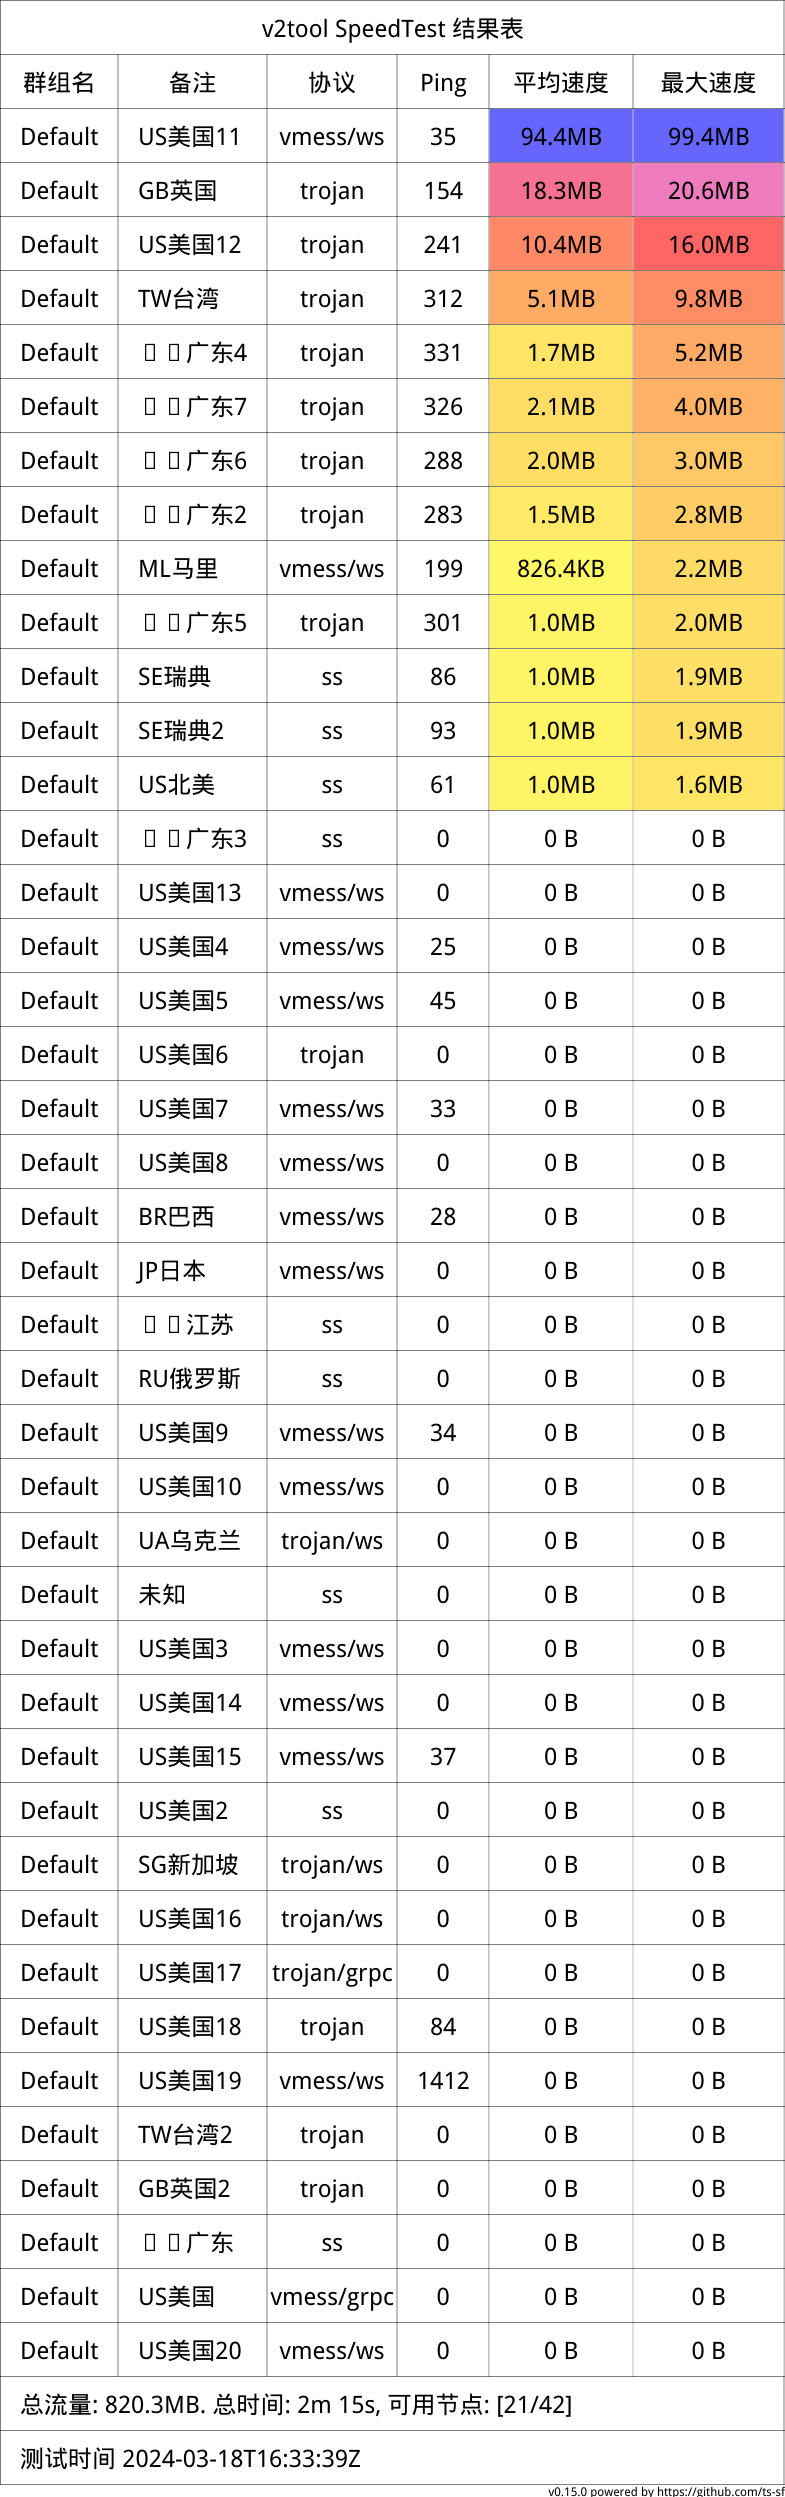 v2tool SpeedTest 结果表
群组名 备注 协议 Ping 平均速度 最大速度
Default US美国11 vmess/ws 35 94.4MB 99.4MB
Default GB英国 trojan 154 18.3MB 20.6MB
Default US美国12 trojan 241 10.4MB 16.0MB
Default TW台湾 trojan 312 5.1MB 9.8MB
Default 广东4 trojan 331 1.7MB 5.2MB
Default 广东7 trojan 326 2.1MB 4.0MB
Default 广东6 trojan 288 2.0MB 3.0MB
Default 广东2 trojan 283 1.5MB 2.8MB
Default ML马里 vmess/ws 199 826.4KB 2.2MB
Default 广东5 trojan 301 1.0MB 2.0MB
Default SE瑞典 ss 86 1.0MB 1.9MB
Default SE瑞典2 ss 93 1.0MB 1.9MB
Default US北美 ss 61 1.0MB 1.6MB
Default 广东3 ss 0 0 B 0 B
Default US美国13 vmess/ws 0 0 B 0 B
Default US美国4 vmess/ws 25 0 B 0 B
Default US美国5 vmess/ws 45 0 B 0 B
Default US美国6 trojan 0 0 B 0 B
Default US美国7 vmess/ws 33 0 B 0 B
Default US美国8 vmess/ws 0 0 B 0 B
Default BR巴西 vmess/ws 28 0 B 0 B
Default JP日本 vmess/ws 0 0 B 0 B
Default 江苏 ss 0 0 B 0 B
Default RU俄罗斯 ss 0 0 B 0 B
Default US美国9 vmess/ws 34 0 B 0 B
Default US美国10 vmess/ws 0 0 B 0 B
Default UA乌克兰 trojan/ws 0 0 B 0 B
Default 未知 ss 0 0 B 0 B
Default US美国3 vmess/ws 0 0 B 0 B
Default US美国14 vmess/ws 0 0 B 0 B
Default US美国15 vmess/ws 37 0 B 0 B
Default US美国2 ss 0 0 B 0 B
Default SG新加坡 trojan/ws 0 0 B 0 B
Default US美国16 trojan/ws 0 0 B 0 B
Default US美国17 trojan/grpc 0 0 B 0 B
Default US美国18 trojan 84 0 B 0 B
Default US美国19 vmess/ws 1412 0 B 0 B
Default TW台湾2 trojan 0 0 B 0 B
Default GB英国2 trojan 0 0 B 0 B
Default 广东 ss 0 0 B 0 B
Default US美国 vmess/grpc 0 0 B 0 B
Default US美国20 vmess/ws 0 0 B 0 B
总流量: 820.3MB. 总时间: 2m 15s, 可用节点: [21/42]
测试时间 2024-03-18T16:33:39Z
v0.15.0 powered by https://github.com/ts-sf